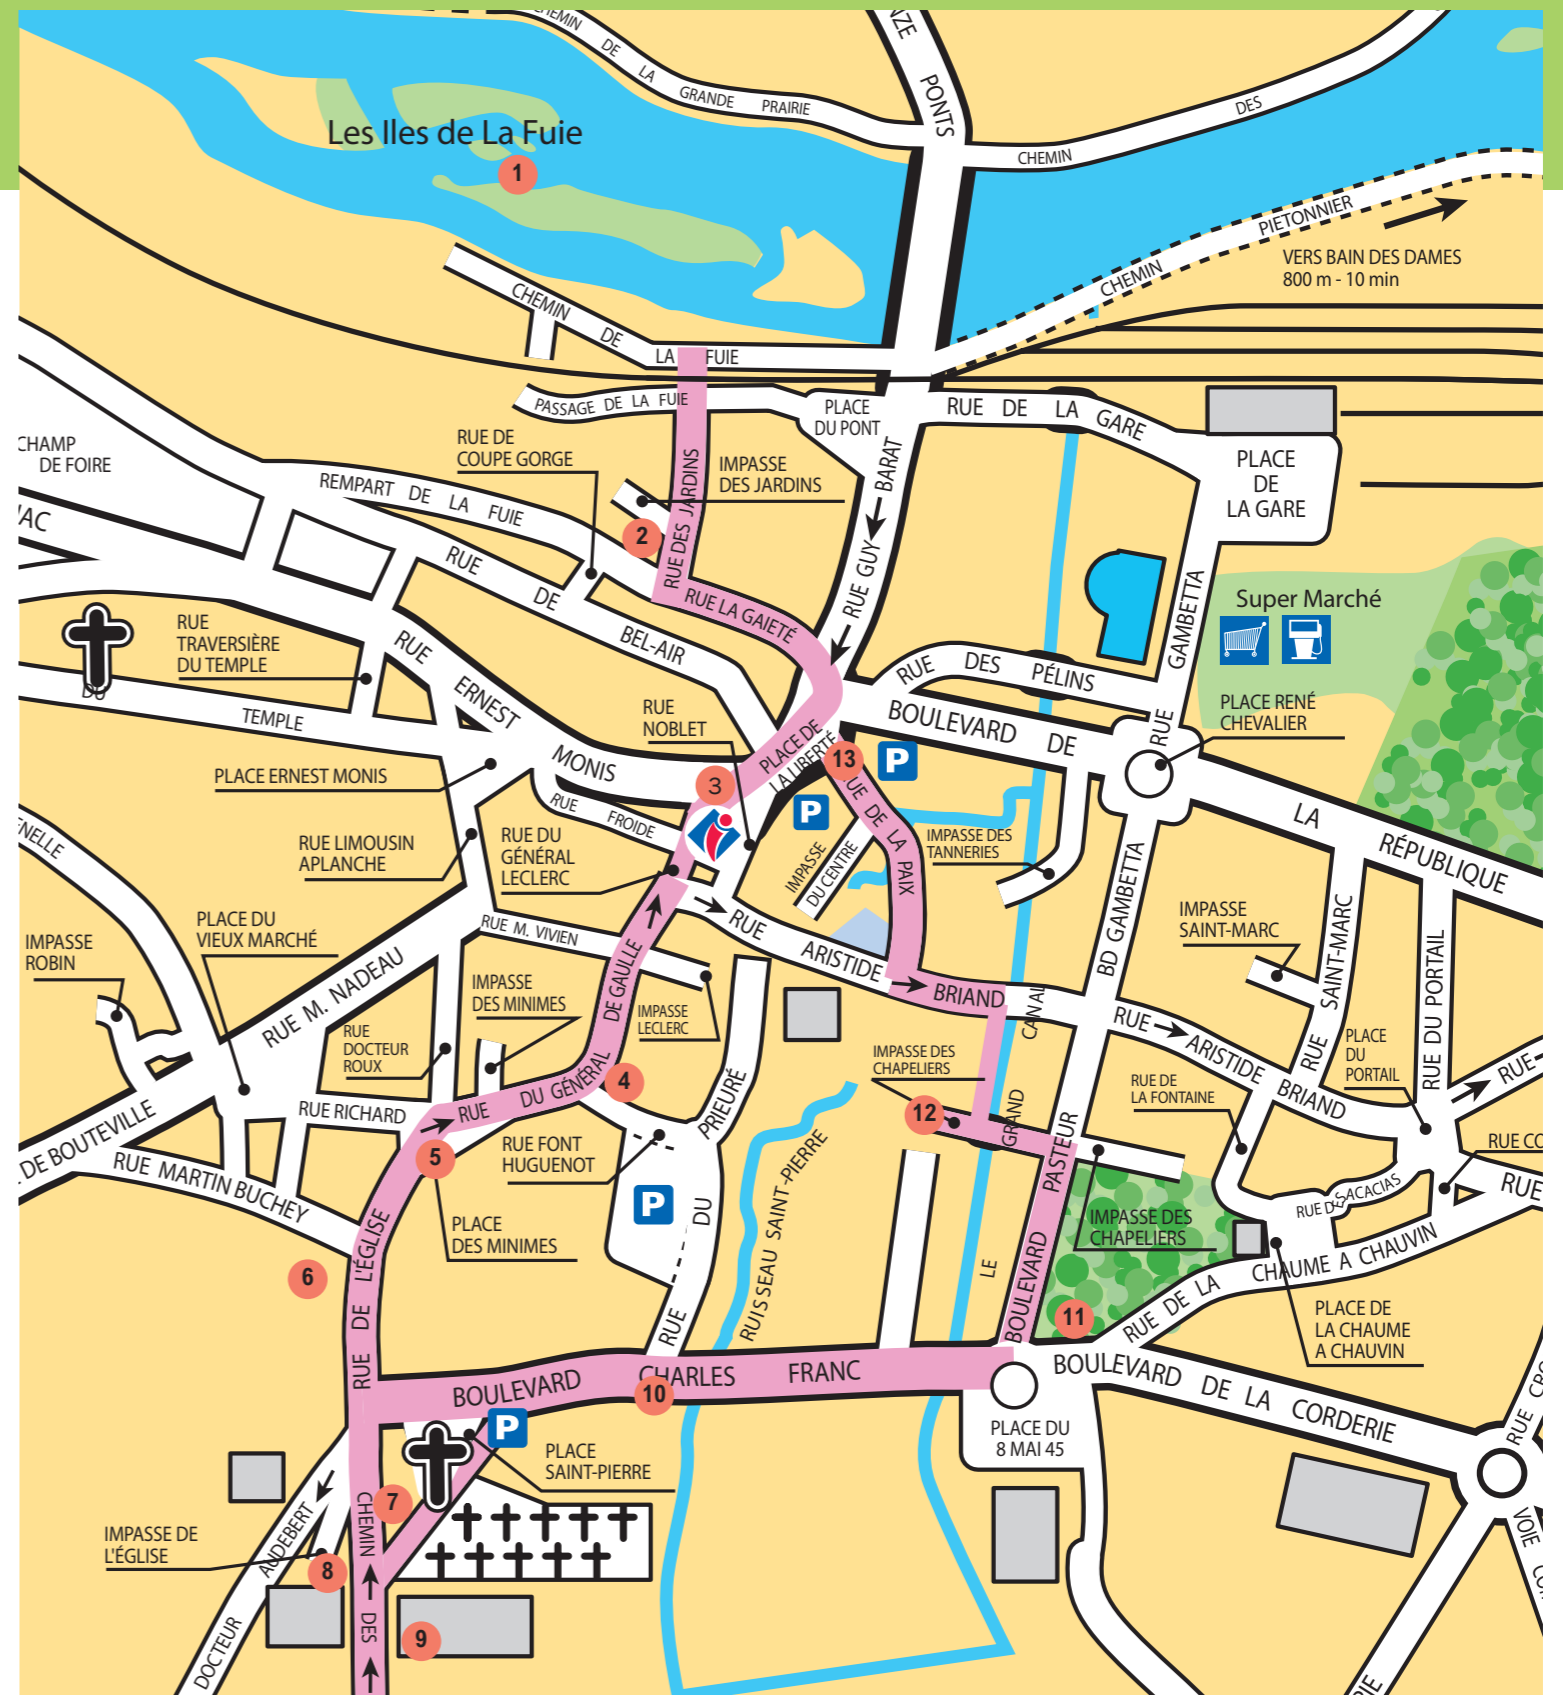 CHEMIN DE LA GRANDE PRAIRIE
PONTS
CHEMIN DES
Les Iles de La Fuie
1
CHEMIN PIETONNIER
VERS BAIN DES DAMES
800 m - 10 min
CHEMIN DE LA FUIE
PASSAGE DE LA FUIE
PLACE
DU PONT
RUE DE LA GARE
CHAMP
DE FOIRE
RUE DE
COUPE GORGE
IMPASSE
DES JARDINS
RUE GUY BARAT
PLACE
DE
LA GARE
REMPART DE LA FUIE
2
RUE DES JARDINS
RUE DE BEL-AIR
RUE LA GAIETÉ
Super Marché
RUE GAMBETTA
RUE
TRAVERSIÈRE
DU TEMPLE
RUE ERNEST MONIS
RUE DES PÉLINS
DU TEMPLE
RUE
NOBLET
PLACE DE
LA LIBERTÉ
BOULEVARD DE LA RÉPUBLIQUE
PLACE RENÉ
CHEVALIER
13
P
3
PLACE ERNEST MONIS
RUE FROIDE
P
RUE DE LA PAIX
RUE LIMOUSIN
APLANCHE
RUE DU
GÉNÉRAL
LECLERC
IMPASSE
DU CENTRE
IMPASSE DES
TANNERIES
BD GAMBETTA
PLACE DU
VIEUX MARCHÉ
RUE M. VIVIEN
RUE ARISTIDE BRIAND
IMPASSE
SAINT-MARC
RUE SAINT-MARC
RUE DU PORTAIL
IMPASSE
ROBIN
RUE M. NADEAU
IMPASSE
DES MINIMES
IMPASSE
LECLERC
RUE
DOCTEUR
ROUX
RUE DU GÉNÉRAL DE GAULLE
4
IMPASSE DES
CHAPELIERS
LE GRAND CANAL
RUE ARISTIDE BRIAND
PLACE
DU
PORTAIL
RUE
RUE DE
LA FONTAINE
12
RUE RICHARD
DE BOUTEVILLE
RUE FONT
HUGUENOT
RUE DU PRIEURÉ
5
RUE MARTIN BUCHEY
P
RUISSEAU SAINT-PIERRE
BOULEVARD PASTEUR
IMPASSE DES
CHAPELIERS
RUE DES ACACIAS
RUE
PLACE
DES MINIMES
6
RUE DE L'ÉGLISE
RUE DE LA CHAUME A CHAUVIN
11
PLACE DE
LA CHAUME
A CHAUVIN
BOULEVARD CHARLES FRANC
10
BOULEVARD DE LA CORDERIE
PLACE DU
8 MAI 45
P
PLACE
SAINT-PIERRE
7
IMPASSE DE
L'ÉGLISE
8
DOCTEUR AUDEBERT
CHEMIN DES
9